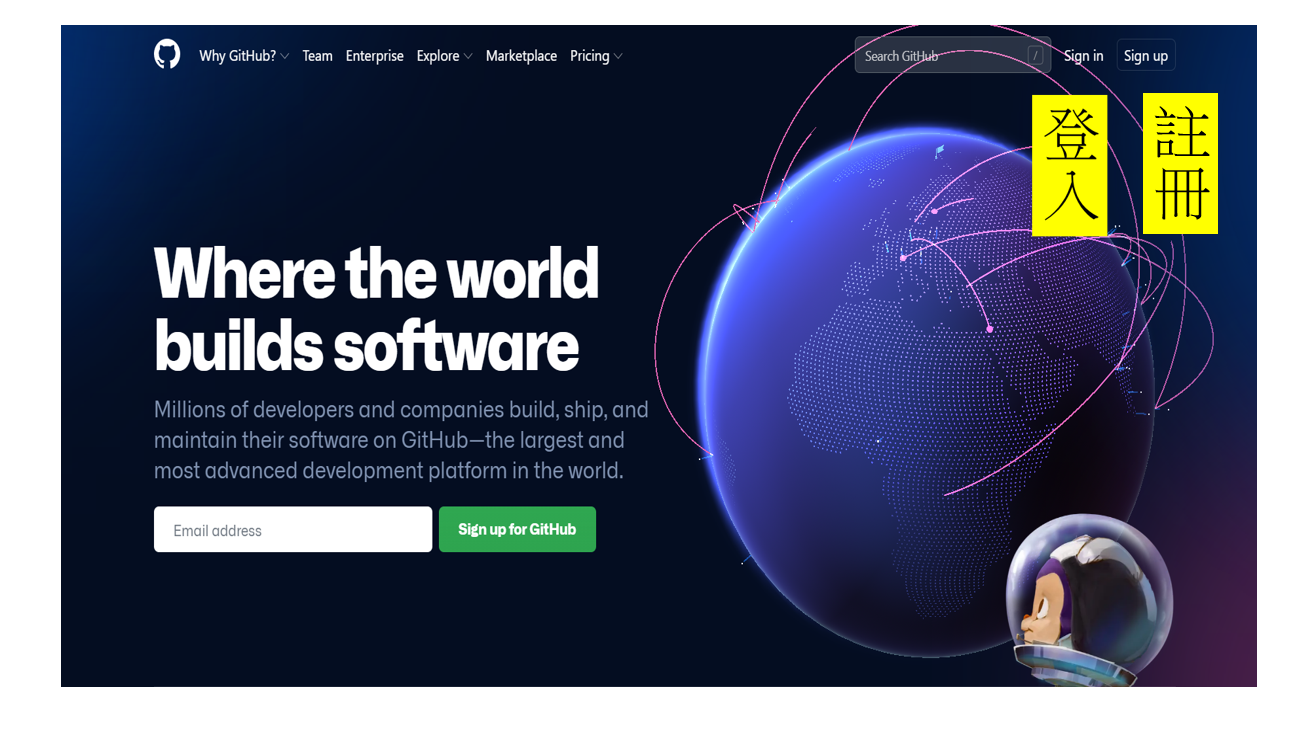 Why GitHub? Team Enterprise Explore Marketplace Pricing Search GitHub / Sign in Sign up
登入
註冊
Where the world
builds software
Millions of developers and companies build, ship, and
maintain their software on GitHub—the largest and
most advanced development platform in the world.
Email address Sign up for GitHub